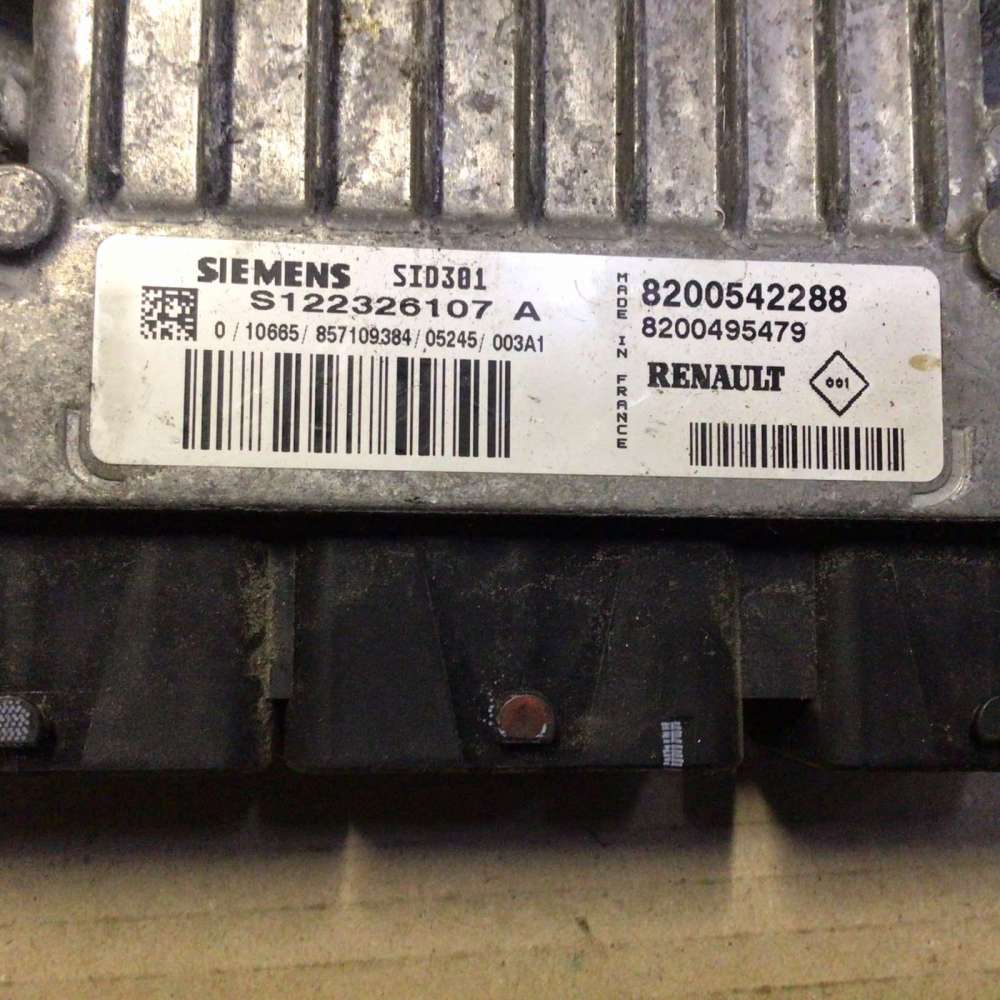 SIEMENS SID301
S122326107 A
0 / 10665/ 857109384/ 05245/ 003A1
MADE IN FRANCE
8200542288
8200495479
RENAULT 001